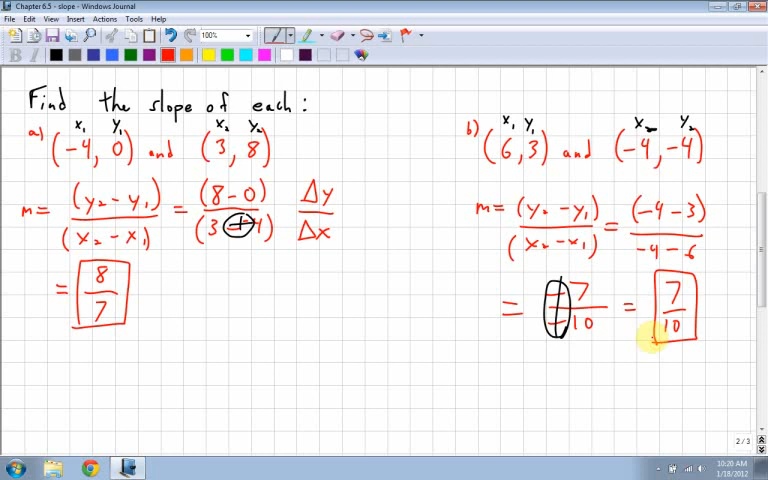 Chapter 6.5 - slope - Windows Journal
File Edit View Insert Actions Tools Help
100%
B I
Find the slope of each:
a) x₁ y₁ x₂ y₂
(-4, 0) and (3, 8)
m = (y₂ - y₁) / (x₂ - x₁) = (8 - 0) / (3 - -4) Δy / Δx
= 8/7
b) x₁ y₁ x₂ y₂
(6, 3) and (-4, -4)
m = (y₂ - y₁) / (x₂ - x₁) = (-4 - 3) / -4 - 6
= -7 / -10 = 7/10
2 / 3
10:20 AM
1/18/2012